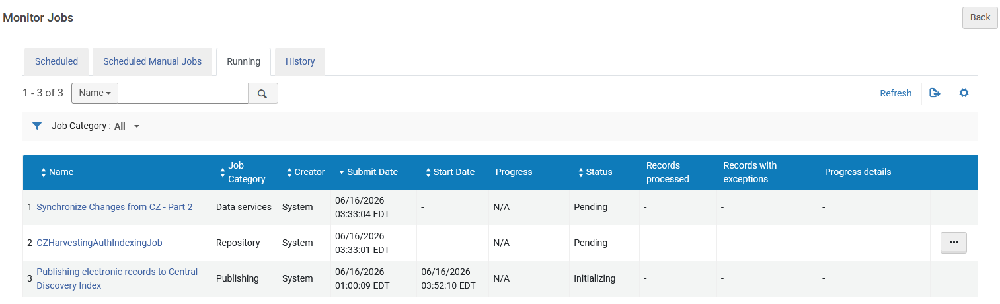 Monitor Jobs
Back
Scheduled
Scheduled Manual Jobs
Running
History
1 - 3 of 3
Name
Refresh
Job Category : All
Name
Job Category
Creator
Submit Date
Start Date
Progress
Status
Records processed
Records with exceptions
Progress details
1 Synchronize Changes from CZ - Part 2 Data services System 06/16/2026 03:33:04 EDT - N/A Pending - - -
2 CZHarvestingAuthIndexingJob Repository System 06/16/2026 03:33:01 EDT - N/A Pending - - - ...
3 Publishing electronic records to Central Discovery Index Publishing System 06/16/2026 01:00:09 EDT 06/16/2026 03:52:10 EDT N/A Initializing - - -